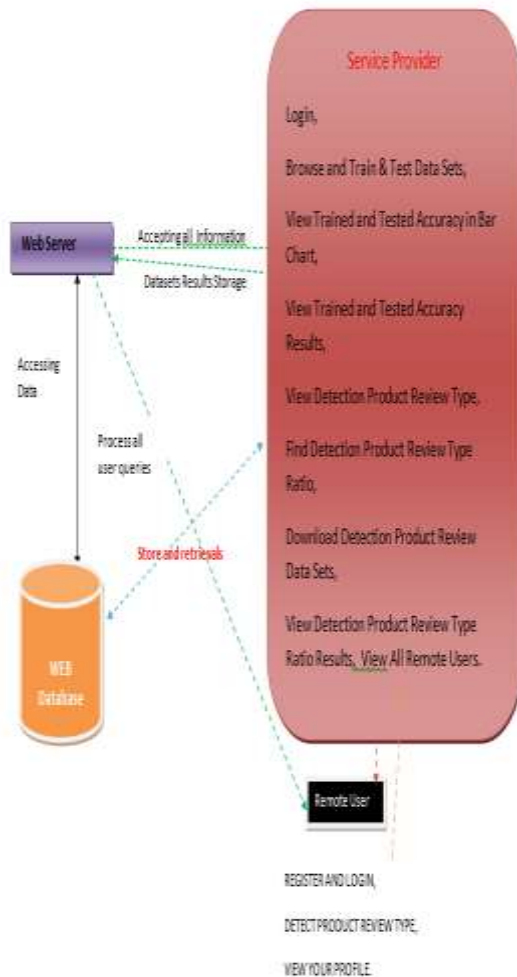 Service Provider
Login,
Browse and Train & Test Data Sets,
View Trained and Tested Accuracy in Bar
Chart,
View Trained and Tested Accuracy
Results,
View Detection Product Review Type,
Find Detection Product Review Type
Ratio,
Download Detection Product Review
Data Sets,
View Detection Product Review Type
Ratio Results, View All Remote Users.
Accepting all Information
Web Server
Datasets Results Storage
Accessing
Data
Process all
user queries
Store and retrievals
WEB
Database
Remote User
REGISTER AND LOGIN,
DETECT PRODUCT REVIEW TYPE,
VIEW YOUR PROFILE.